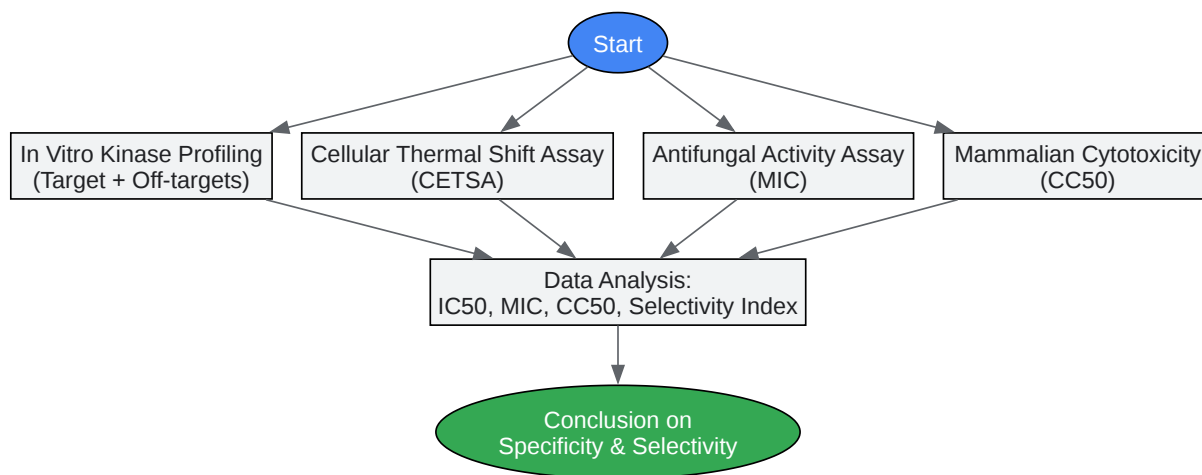 Start
In Vitro Kinase Profiling
(Target + Off-targets)
Cellular Thermal Shift Assay
(CETSA)
Antifungal Activity Assay
(MIC)
Mammalian Cytotoxicity
(CC50)
Data Analysis:
IC50, MIC, CC50, Selectivity Index
Conclusion on
Specificity & Selectivity